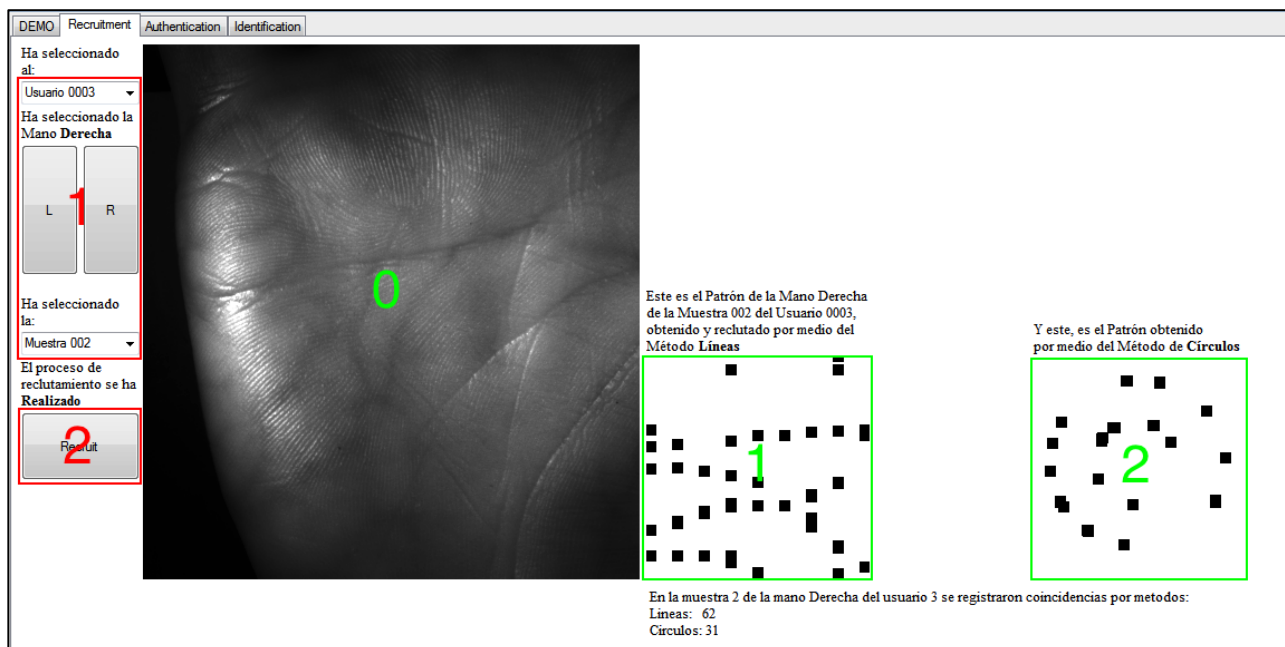 DEMO Recruitment Authentication Identification
Ha seleccionado
al:
Usuario 0003
Ha seleccionado la
Mano Derecha
L 1 R
Ha seleccionado
la:
Muestra 002
El proceso de
reclutamiento se ha
Realizado
Recruit
2
0
Este es el Patrón de la Mano Derecha
de la Muestra 002 del Usuario 0003,
obtenido y reclutado por medio del
Método Líneas
1
Y este, es el Patrón obtenido
por medio del Método de Círculos
2
En la muestra 2 de la mano Derecha del usuario 3 se registraron coincidencias por metodos:
Lineas: 62
Circulos: 31